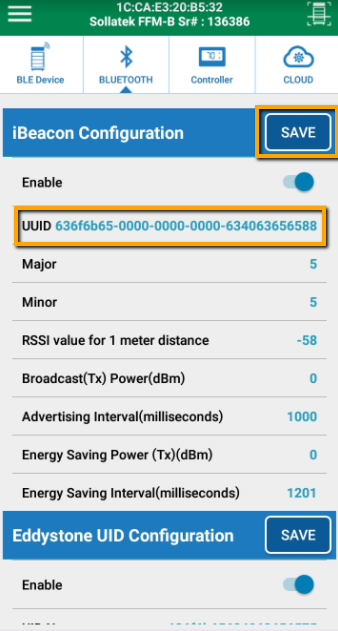 1C:CA:E3:20:B5:32
Sollatek FFM-B Sr# : 136386
BLE Device BLUETOOTH Controller CLOUD
iBeacon Configuration SAVE
Enable
UUID 636f6b65-0000-0000-0000-634063656588
Major 5
Minor 5
RSSI value for 1 meter distance -58
Broadcast(Tx) Power(dBm) 0
Advertising Interval(milliseconds) 1000
Energy Saving Power (Tx)(dBm) 0
Energy Saving Interval(milliseconds) 1201
Eddystone UID Configuration SAVE
Enable